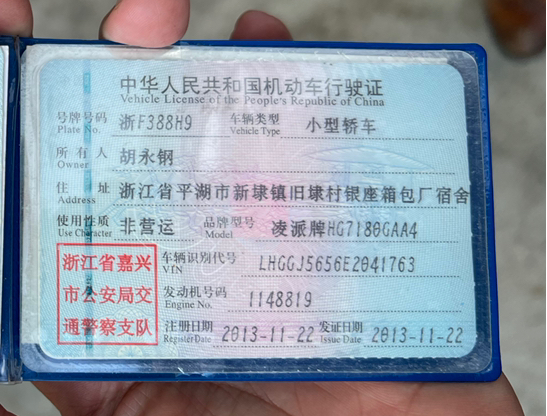 中华人民共和国机动车行驶证
Vehicle License of the People's Republic of China
号牌号码 浙F388H9 车辆类型 小型轿车
Plate No. Vehicle Type
所有人 胡永钢
Owner
住址 浙江省平湖市新埭镇旧埭村银座箱包厂宿舍
Address
使用性质 非营运 品牌型号 凌派牌HG7180GAA4
Use Character Model
浙江省嘉兴
市公安局交
通警察支队
车辆识别代号 LHGGJ5656E2041763
VIN
发动机号码 1148819
Engine No.
注册日期 2013-11-22 发证日期 2013-11-22
Register Date Issue Date